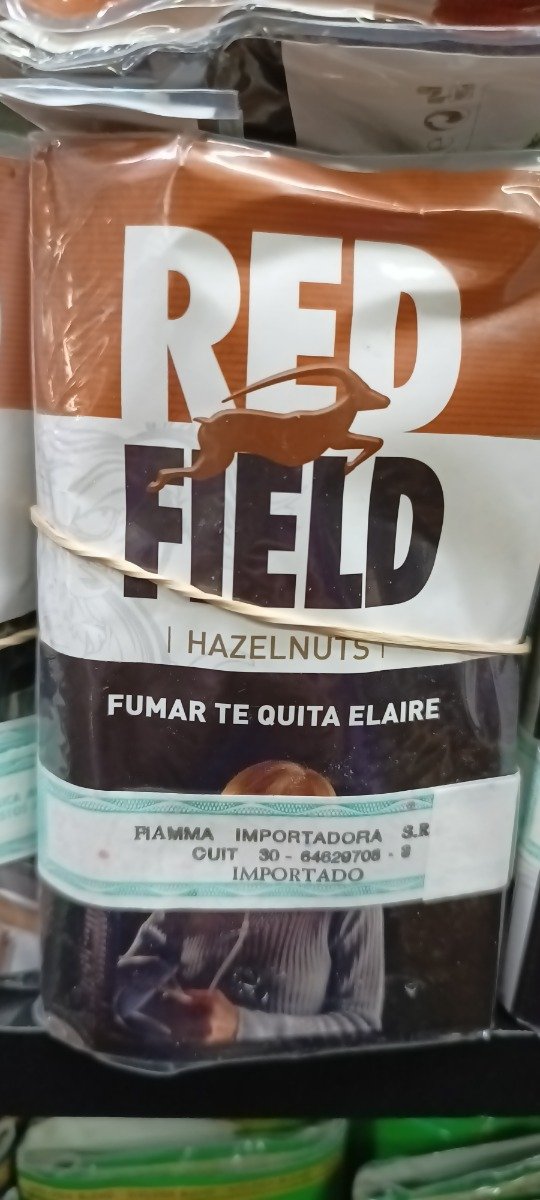 RED
FIELD
| HAZELNUTS |
FUMAR TE QUITA ELAIRE
FIAMMA IMPORTADORA S.R
CUIT 30 - 64629706 - 8
IMPORTADO